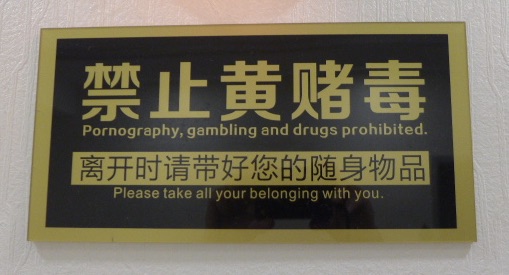 禁止黄赌毒
Pornography, gambling and drugs prohibited.
离开时请带好您的随身物品
Please take all your belonging with you.